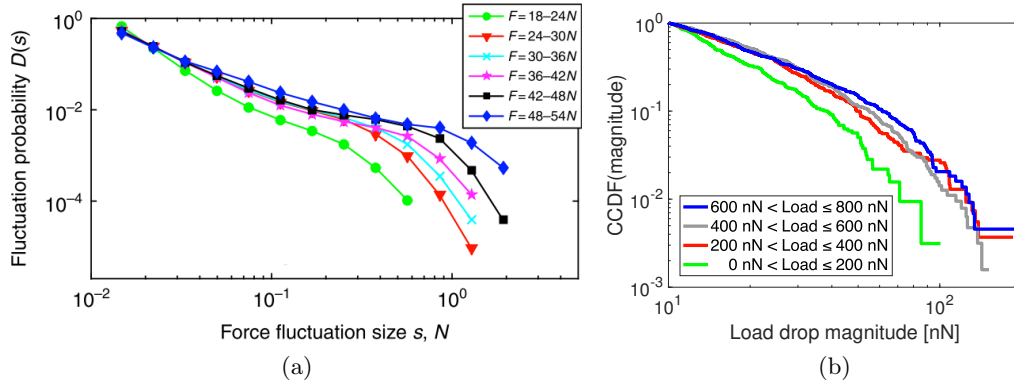 F=18–24N
F=24–30N
F=30–36N
F=36–42N
F=42–48N
F=48–54N
Fluctuation probability D(s)
10^0
10^-2
10^-4
10^-2
10^-1
10^0
Force fluctuation size s, N
(a)
CCDF(magnitude)
10^0
10^-1
10^-2
10^-3
600 nN < Load ≤ 800 nN
400 nN < Load ≤ 600 nN
200 nN < Load ≤ 400 nN
0 nN < Load ≤ 200 nN
10^1
10^2
Load drop magnitude [nN]
(b)